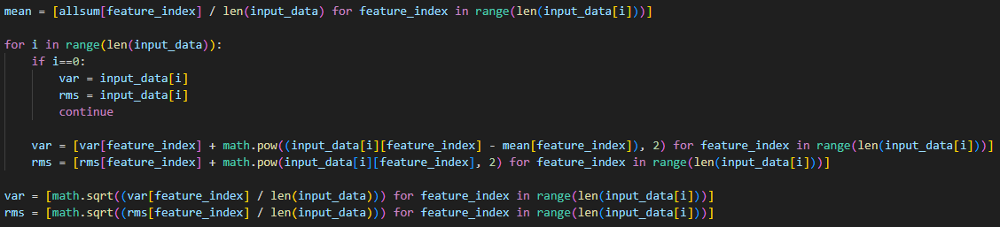 mean = [allsum[feature_index] / len(input_data) for feature_index in range(len(input_data[i]))]
for i in range(len(input_data)):
if i==0:
var = input_data[i]
rms = input_data[i]
continue
var = [var[feature_index] + math.pow((input_data[i][feature_index] - mean[feature_index]), 2) for feature_index in range(len(input_data[i]))]
rms = [rms[feature_index] + math.pow(input_data[i][feature_index], 2) for feature_index in range(len(input_data[i]))]
var = [math.sqrt((var[feature_index] / len(input_data))) for feature_index in range(len(input_data[i]))]
rms = [math.sqrt((rms[feature_index] / len(input_data))) for feature_index in range(len(input_data[i]))]